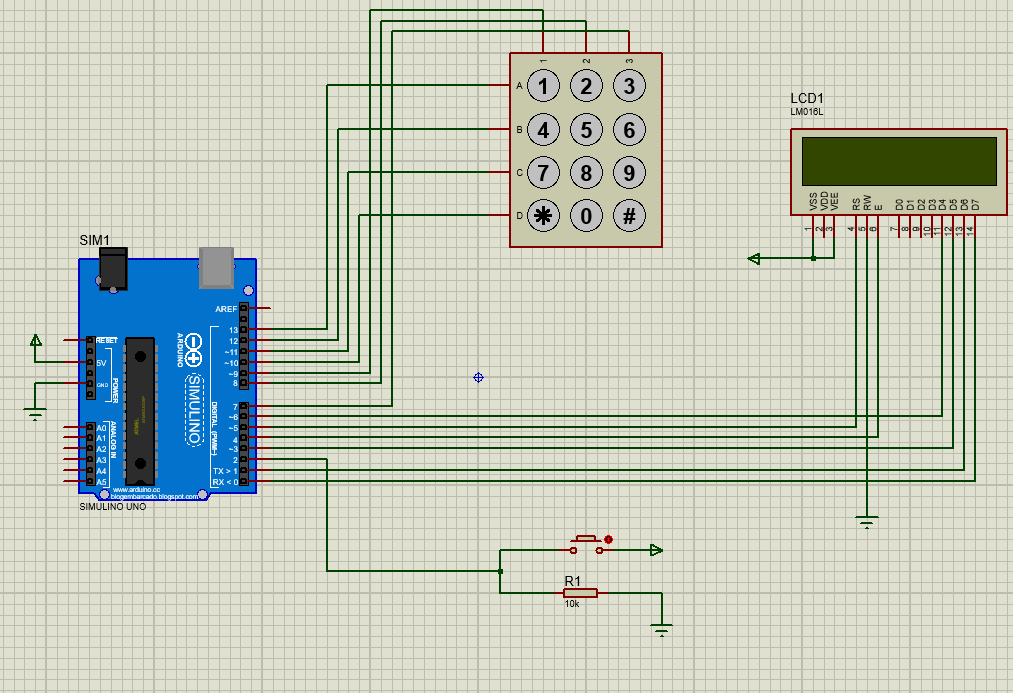 1 2 3
A 1 2 3
B 4 5 6
C 7 8 9
D * 0 #
LCD1
LM016L
VSS
VDD
VEE
RS
RW
E
D0
D1
D2
D3
D4
D5
D6
D7
1
2
3
4
5
6
7
8
9
10
11
12
13
14
SIM1
AREF
13
12
~11
~10
~9
8
7
~6
~5
4
~3
2
TX > 1
RX < 0
RESET
5V
GND
POWER
A0
A1
A2
A3
A4
A5
ANALOG IN
ARDUINO
SIMULINO
DIGITAL (PWM~)
www.arduino.cc
blogembarcado.blogspot.com
SIMULINO UNO
R1
10k